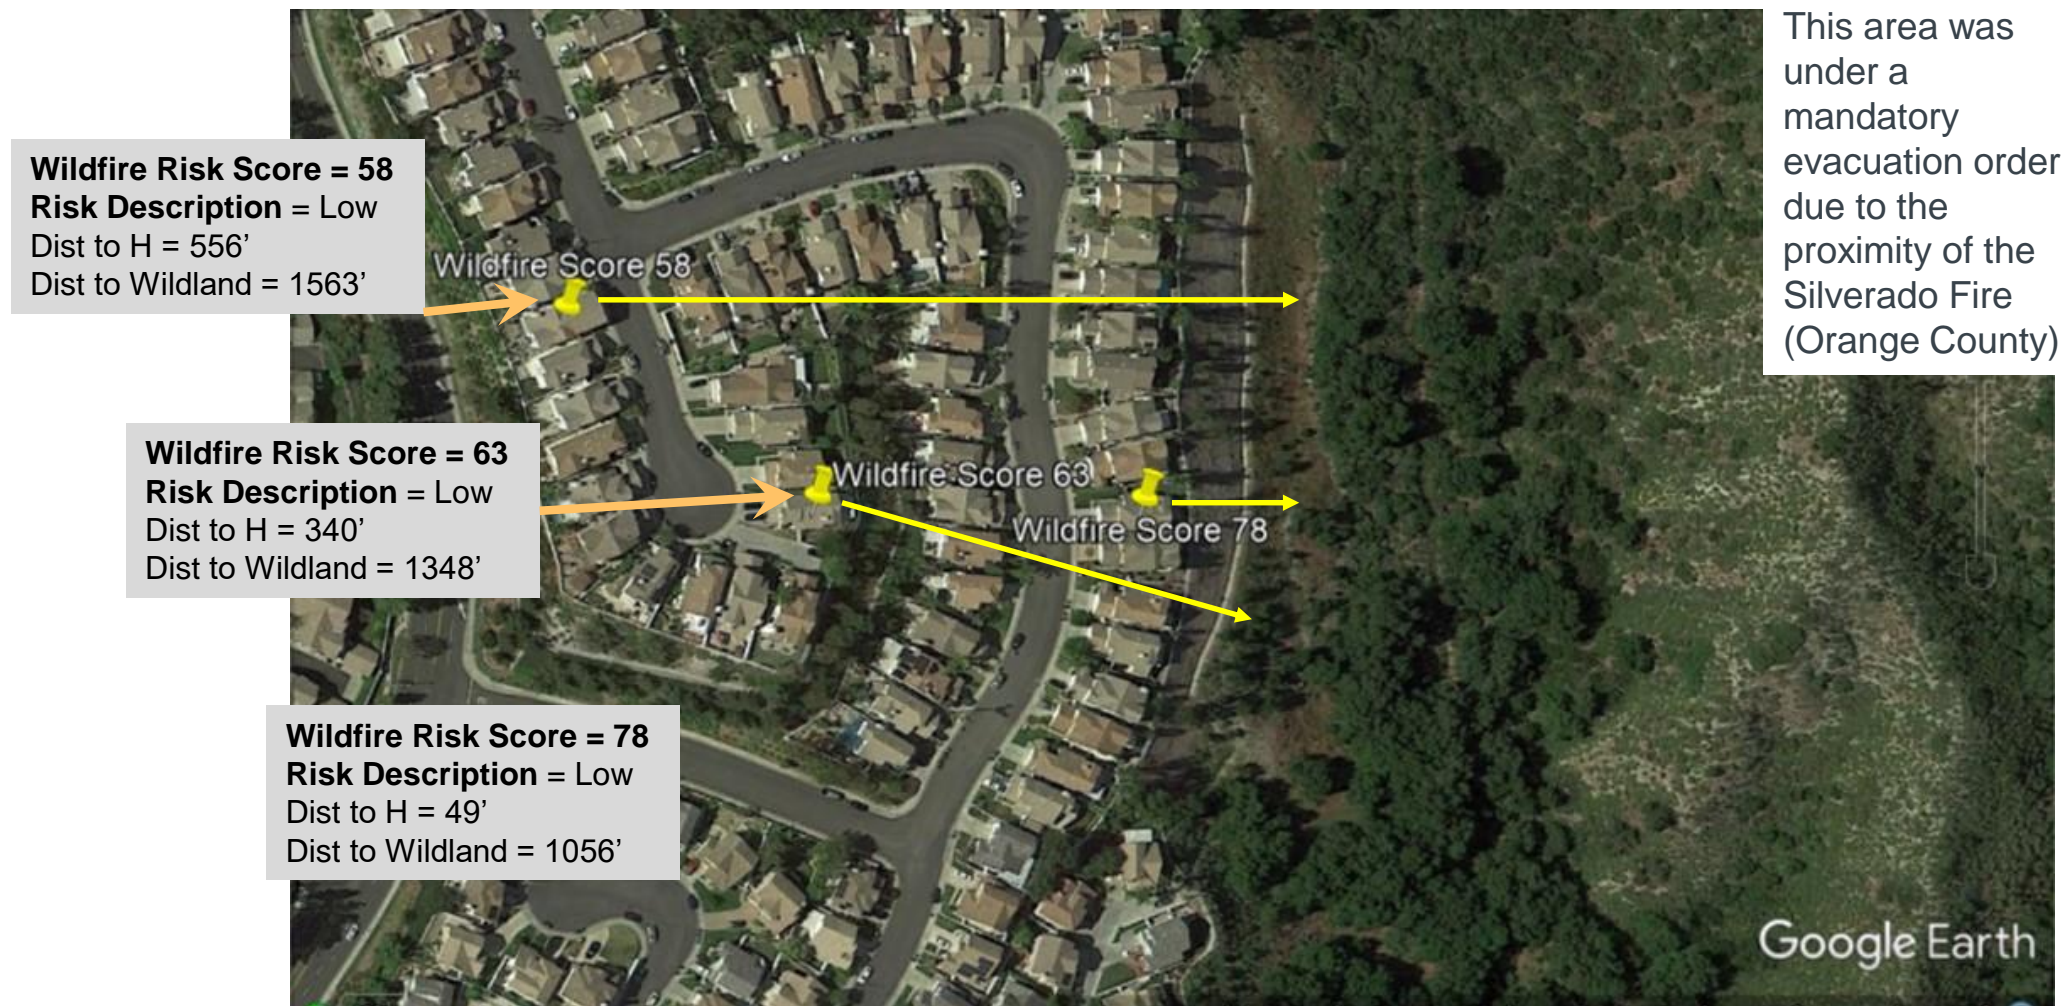 This area was
under a
mandatory
evacuation order
due to the
proximity of the
Silverado Fire
(Orange County)
Wildfire Risk Score = 58
Risk Description = Low
Dist to H = 556’
Dist to Wildland = 1563’
Wildfire Score 58
Wildfire Risk Score = 63
Risk Description = Low
Dist to H = 340’
Dist to Wildland = 1348’
Wildfire Score 63
Wildfire Score 78
Wildfire Risk Score = 78
Risk Description = Low
Dist to H = 49’
Dist to Wildland = 1056’
Google Earth